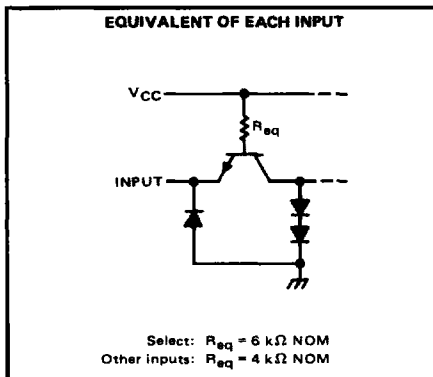 EQUIVALENT OF EACH INPUT
VCC
Req
INPUT
Select: Req = 6 kΩ NOM
Other inputs: Req = 4 kΩ NOM